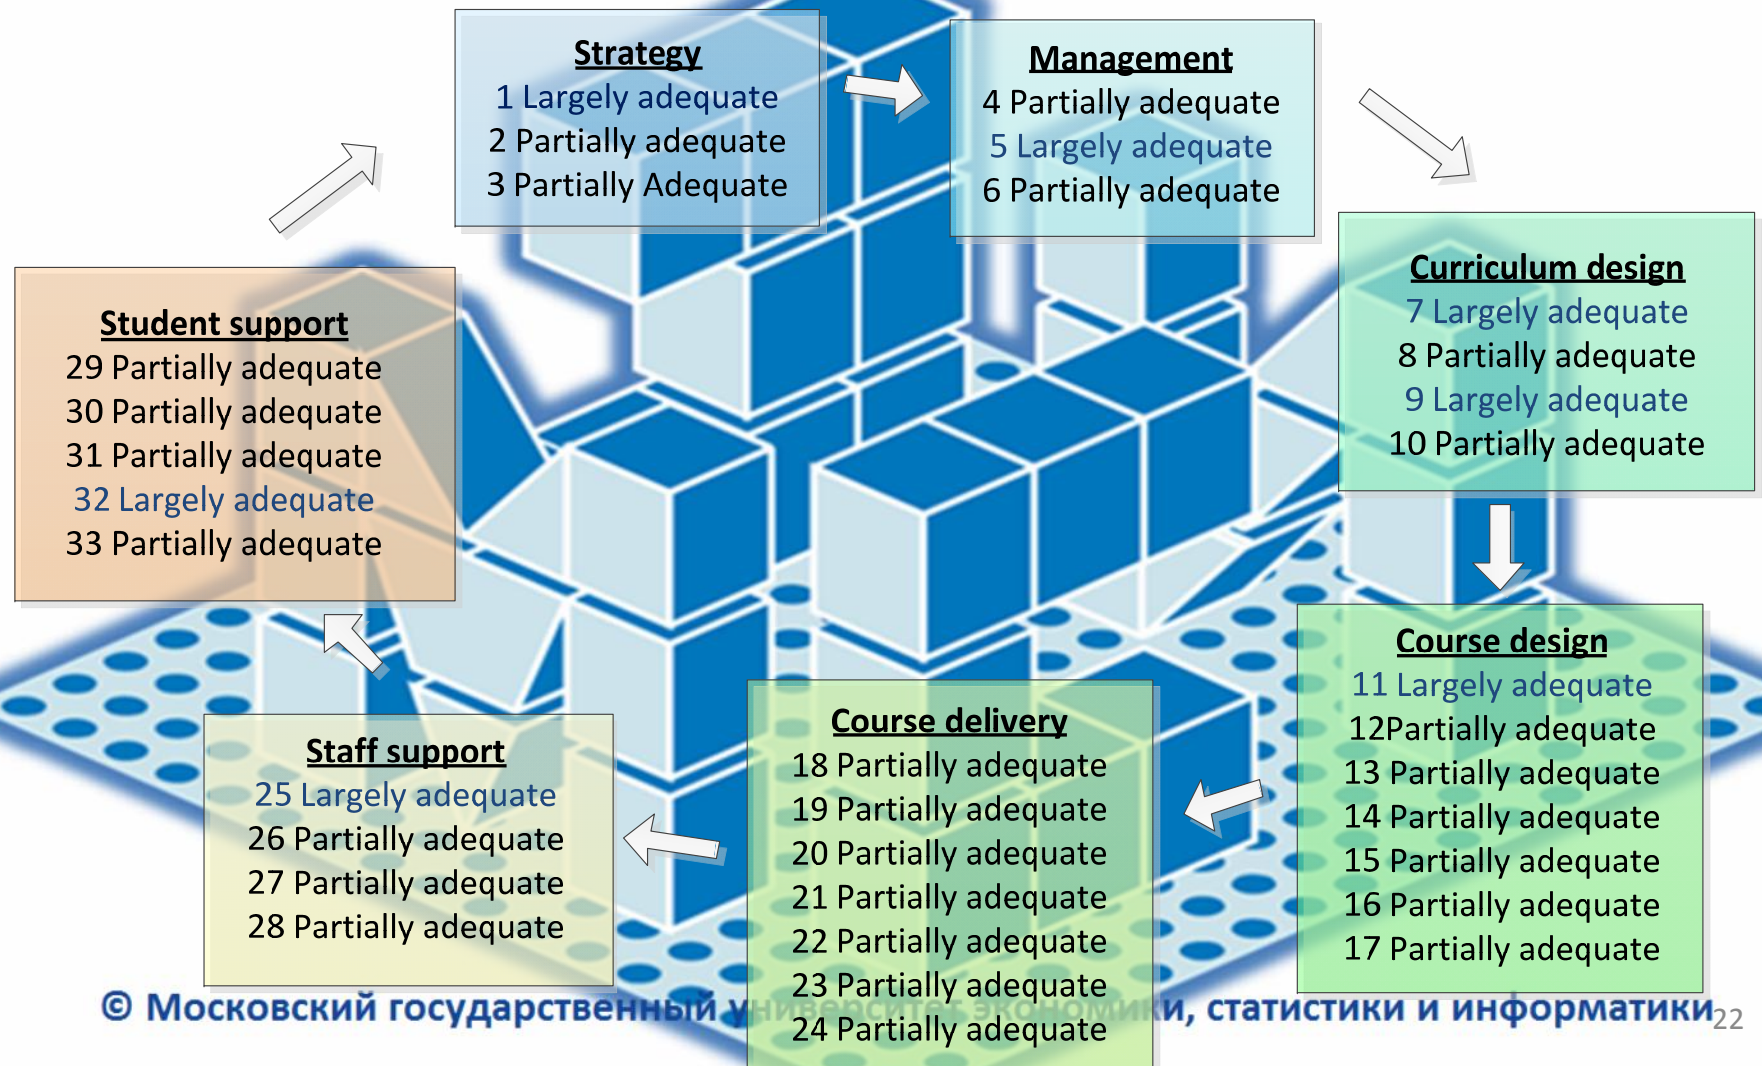 Strategy
1 Largely adequate
2 Partially adequate
3 Partially Adequate
Management
4 Partially adequate
5 Largely adequate
6 Partially adequate
Curriculum design
7 Largely adequate
8 Partially adequate
9 Largely adequate
10 Partially adequate
Course design
11 Largely adequate
12Partially adequate
13 Partially adequate
14 Partially adequate
15 Partially adequate
16 Partially adequate
17 Partially adequate
Course delivery
18 Partially adequate
19 Partially adequate
20 Partially adequate
21 Partially adequate
22 Partially adequate
23 Partially adequate
24 Partially adequate
Staff support
25 Largely adequate
26 Partially adequate
27 Partially adequate
28 Partially adequate
Student support
29 Partially adequate
30 Partially adequate
31 Partially adequate
32 Largely adequate
33 Partially adequate
© Московский государственный университет экономики, статистики и информатики
22